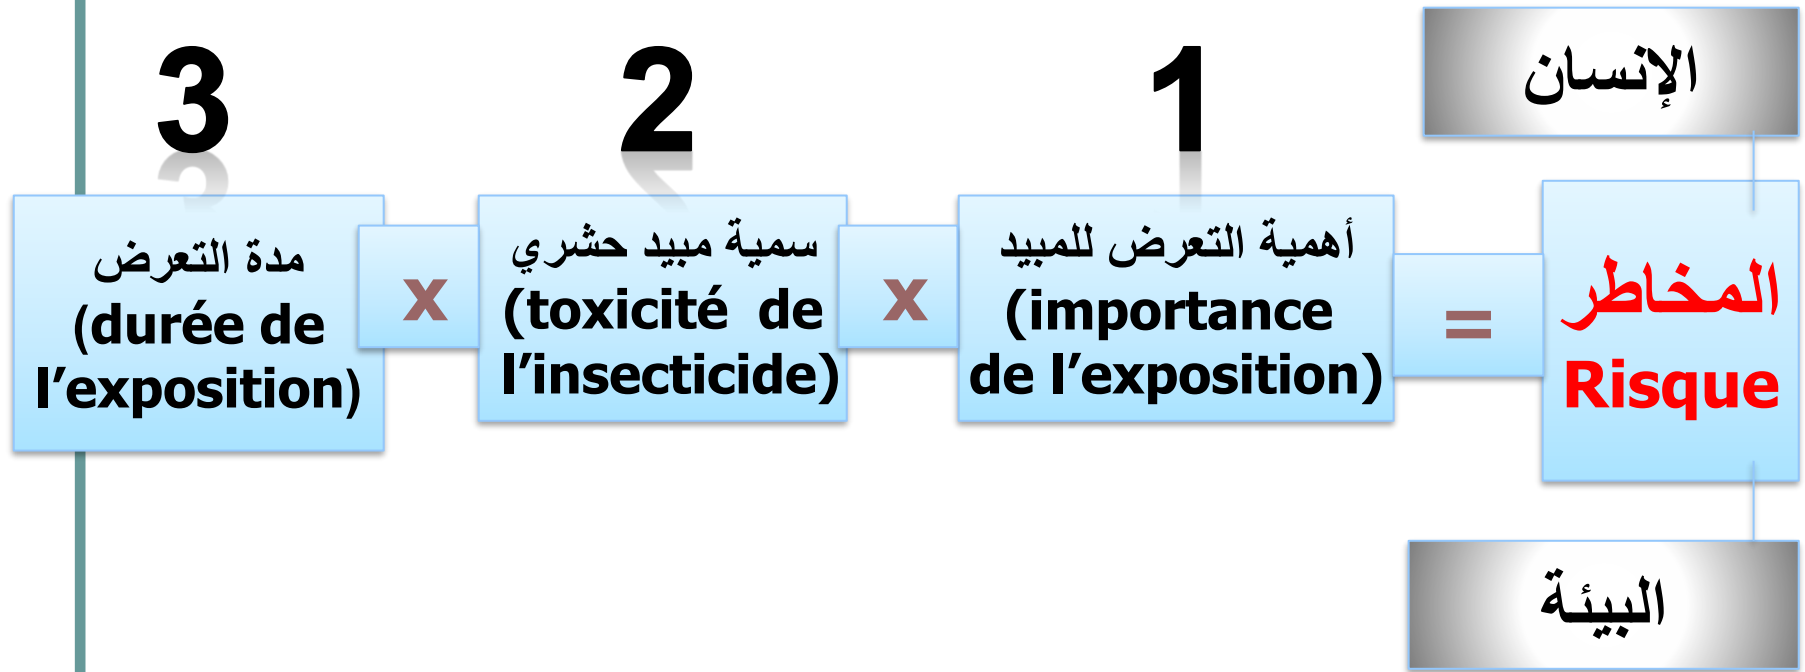 الإنسان
المخاطر
Risque
=
1
أهمية التعرض للمبيد
(importance
de l’exposition)
x
2
سمية مبيد حشري
(toxicité de
l’insecticide)
x
3
مدة التعرض
(durée de
l’exposition)
البيئة